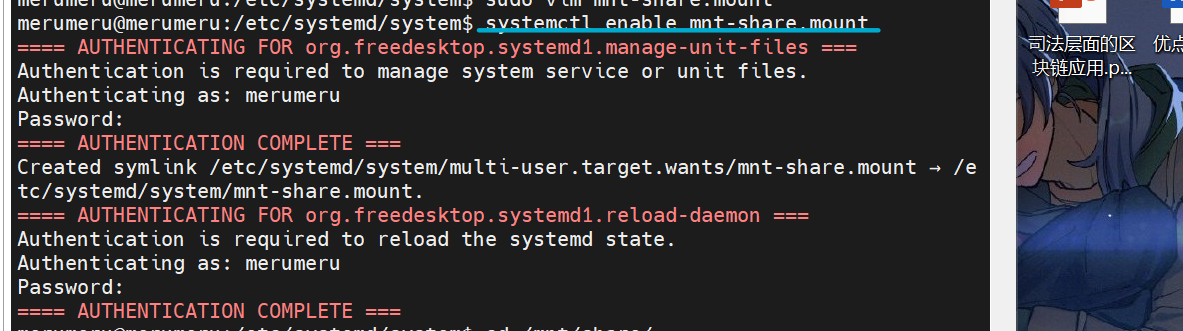 merumeru@merumeru:/etc/systemd/system$ sudo vim mnt-share.mount
merumeru@merumeru:/etc/systemd/system$ systemctl enable mnt-share.mount
==== AUTHENTICATING FOR org.freedesktop.systemd1.manage-unit-files ===
Authentication is required to manage system service or unit files.
Authenticating as: merumeru
Password:
==== AUTHENTICATION COMPLETE ===
Created symlink /etc/systemd/system/multi-user.target.wants/mnt-share.mount → /e
tc/systemd/system/mnt-share.mount.
==== AUTHENTICATING FOR org.freedesktop.systemd1.reload-daemon ===
Authentication is required to reload the systemd state.
Authenticating as: merumeru
Password:
==== AUTHENTICATION COMPLETE ===
merumeru@merumeru:/etc/systemd/system$ cd /mnt/share/
司法层面的区
块链应用.p...
优点